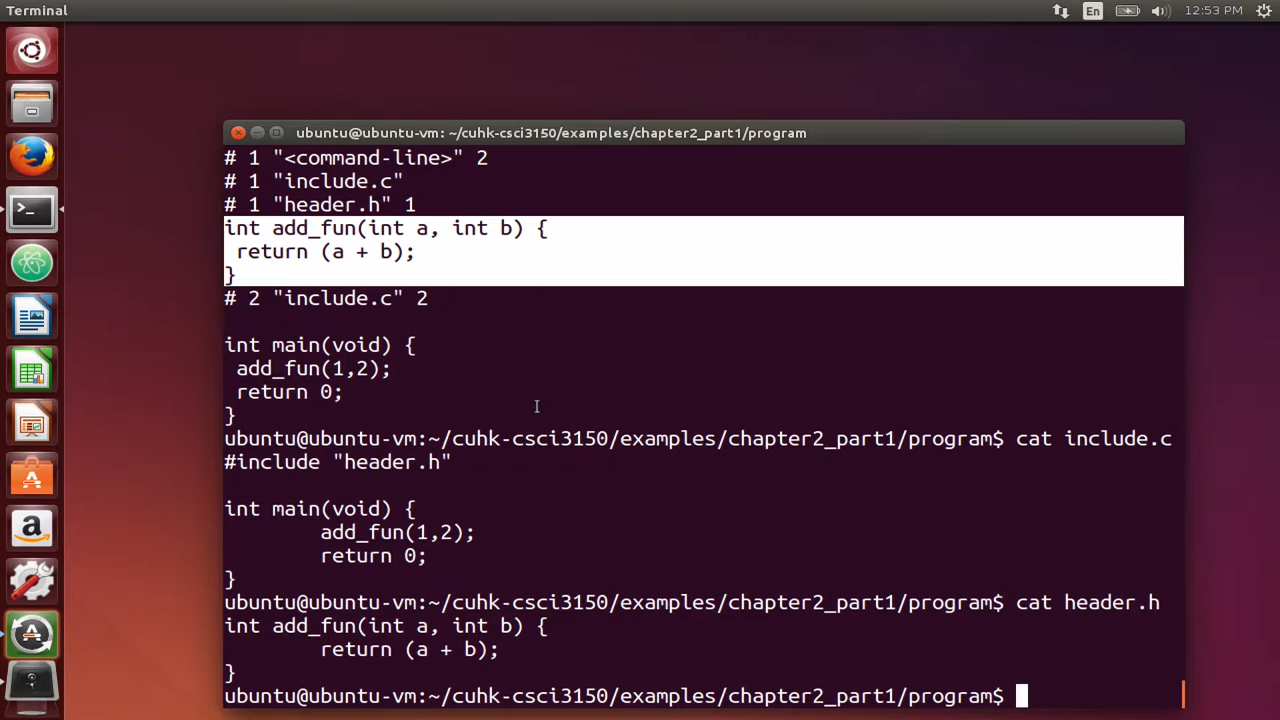 Terminal
En
12:53 PM
ubuntu@ubuntu-vm: ~/cuhk-csci3150/examples/chapter2_part1/program
# 1 "<command-line>" 2
# 1 "include.c"
# 1 "header.h" 1
int add_fun(int a, int b) {
 return (a + b);
}
# 2 "include.c" 2

int main(void) {
 add_fun(1,2);
 return 0;
}
ubuntu@ubuntu-vm:~/cuhk-csci3150/examples/chapter2_part1/program$ cat include.c
#include "header.h"

int main(void) {
        add_fun(1,2);
        return 0;
}
ubuntu@ubuntu-vm:~/cuhk-csci3150/examples/chapter2_part1/program$ cat header.h
int add_fun(int a, int b) {
        return (a + b);
}
ubuntu@ubuntu-vm:~/cuhk-csci3150/examples/chapter2_part1/program$